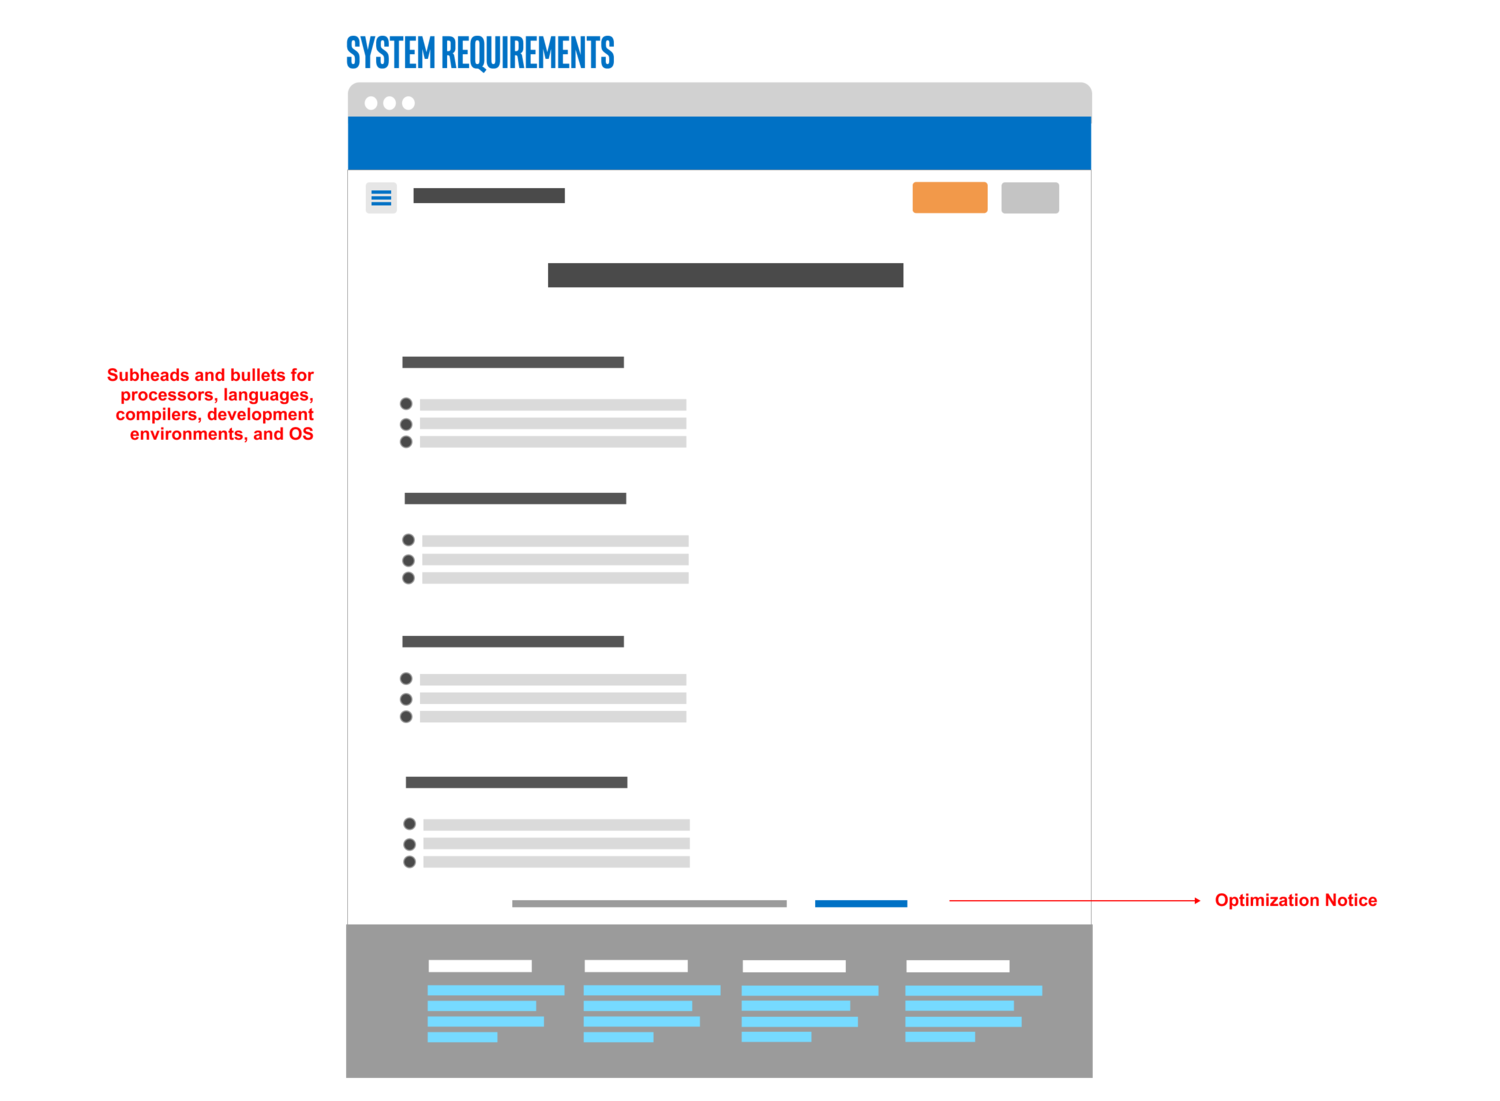 SYSTEM REQUIREMENTS
Subheads and bullets for
processors, languages,
compilers, development
environments, and OS
Optimization Notice